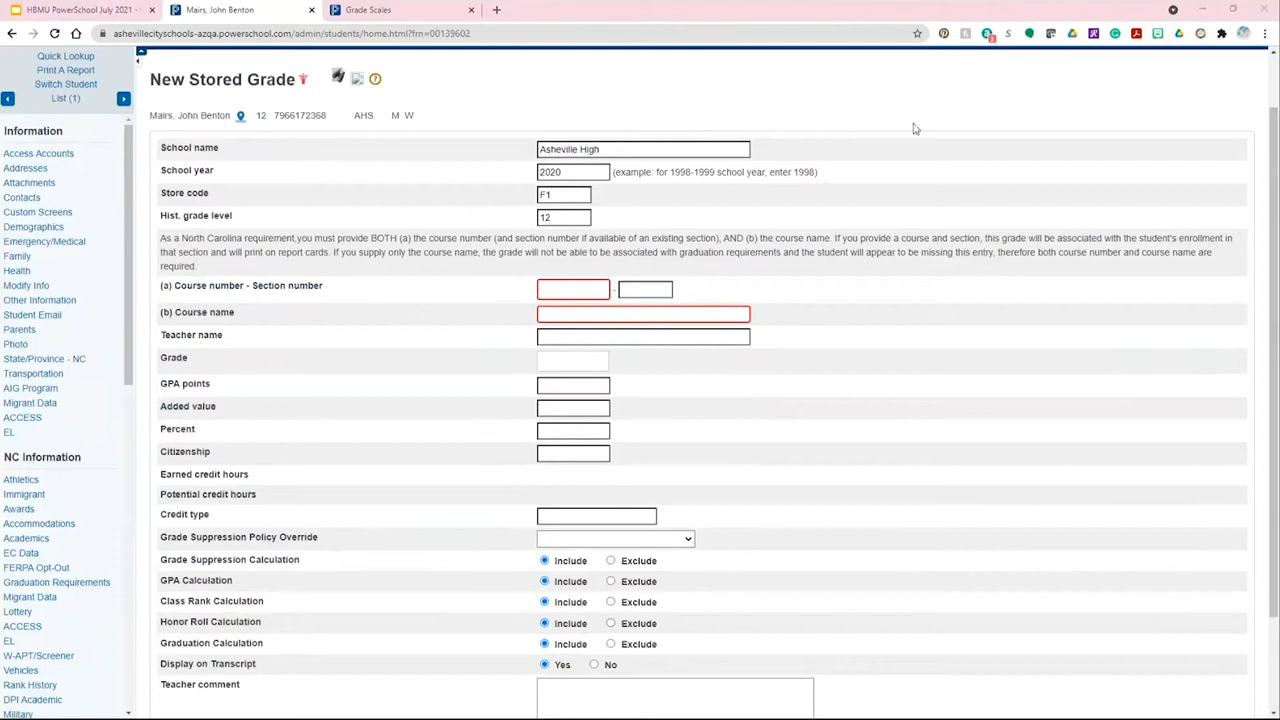 HBMU PowerSchool July 2021 -
Mairs, John Benton
Grade Scales
ashevillecityschools-azqa.powerschool.com/admin/students/home.html?frn=00139602
Quick Lookup
Print A Report
Switch Student
List (1)
Information
Access Accounts
Addresses
Attachments
Contacts
Custom Screens
Demographics
Emergency/Medical
Family
Health
Modify Info
Other Information
Student Email
Parents
Photo
State/Province - NC
Transportation
AIG Program
Migrant Data
ACCESS
EL
NC Information
Athletics
Immigrant
Awards
Accommodations
Academics
EC Data
FERPA Opt-Out
Graduation Requirements
Migrant Data
Lottery
ACCESS
EL
W-APT/Screener
Vehicles
Rank History
DPI Academic
Military
New Stored Grade
Mairs, John Benton 12 7966172368 AHS M W
School name Asheville High
School year 2020 (example: for 1998-1999 school year, enter 1998)
Store code F1
Hist. grade level 12
As a North Carolina requirement,you must provide BOTH (a) the course number (and section number if available of an existing section), AND (b) the course name. If you provide a course and section, this grade will be associated with the student's enrollment in
that section and will print on report cards. If you supply only the course name, the grade will not be able to be associated with graduation requirements and the student will appear to be missing this entry, therefore both course number and course name are
required.
(a) Course number - Section number -
(b) Course name
Teacher name
Grade
GPA points
Added value
Percent
Citizenship
Earned credit hours
Potential credit hours
Credit type
Grade Suppression Policy Override
Grade Suppression Calculation Include Exclude
GPA Calculation Include Exclude
Class Rank Calculation Include Exclude
Honor Roll Calculation Include Exclude
Graduation Calculation Include Exclude
Display on Transcript Yes No
Teacher comment